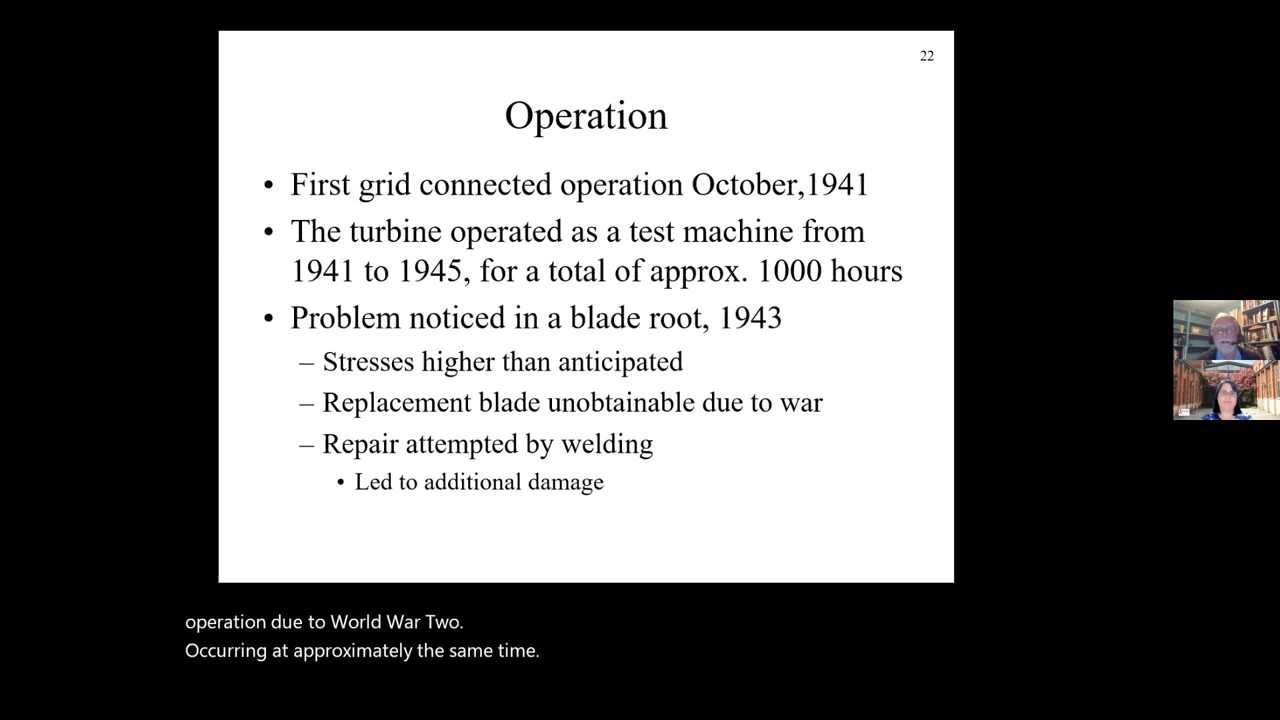 22
Operation
• First grid connected operation October,1941
• The turbine operated as a test machine from
1941 to 1945, for a total of approx. 1000 hours
• Problem noticed in a blade root, 1943
– Stresses higher than anticipated
– Replacement blade unobtainable due to war
– Repair attempted by welding
• Led to additional damage
operation due to World War Two.
Occurring at approximately the same time.